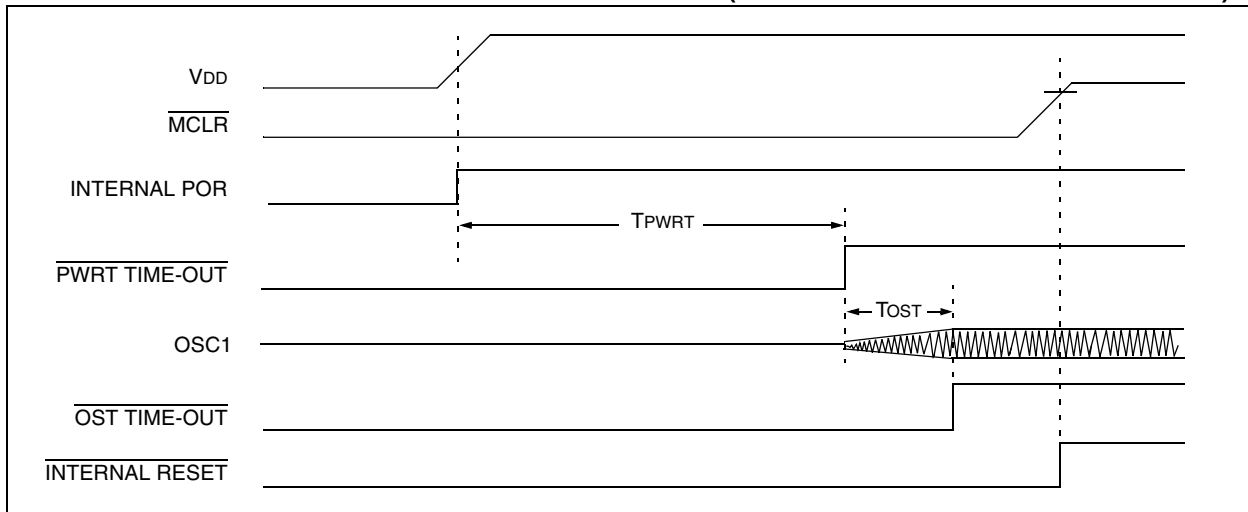 VDD
MCLR
INTERNAL POR
TPWRT
PWRT TIME-OUT
TOST
OSC1
OST TIME-OUT
INTERNAL RESET